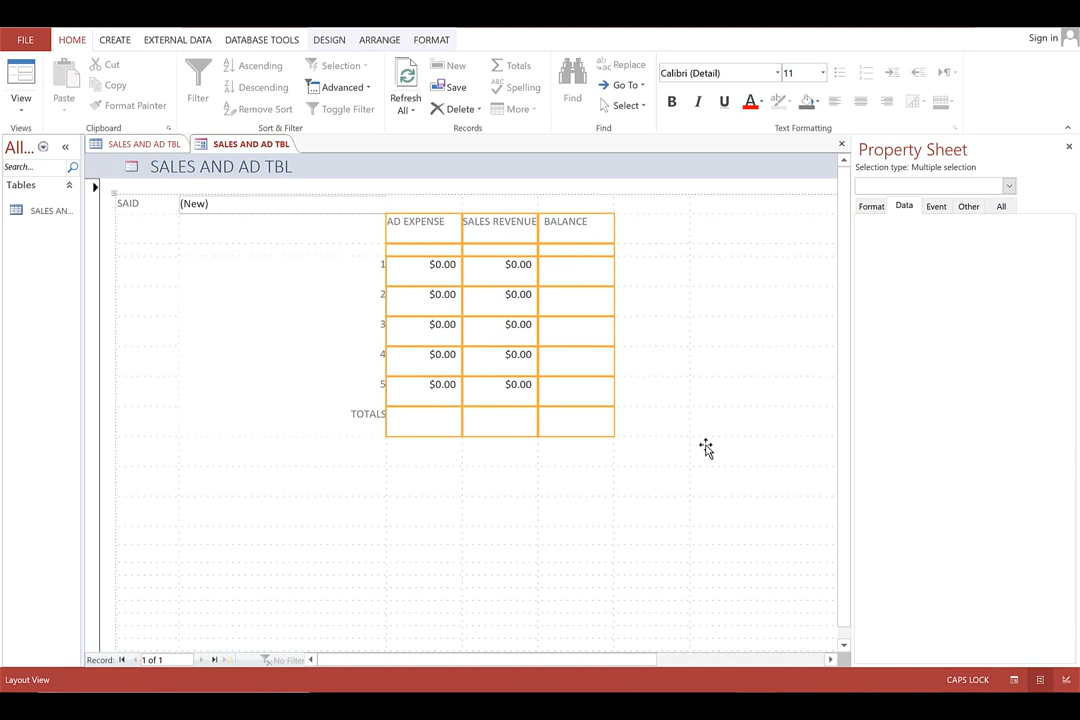 FILE HOME CREATE EXTERNAL DATA DATABASE TOOLS DESIGN ARRANGE FORMAT Sign in
View
Views
Paste
Cut
Copy
Format Painter
Clipboard
Filter
Ascending
Descending
Remove Sort
Selection
Advanced
Toggle Filter
Sort & Filter
Refresh
All
New
Save
Delete
Totals
Spelling
More
Records
Find
Replace
Go To
Select
Find
Calibri (Detail) 11
B I U A
Text Formatting
All...
Search...
Tables
SALES AN...
SALES AND AD TBL SALES AND AD TBL
SALES AND AD TBL
SAID (New)
AD EXPENSE SALES REVENUE BALANCE
1 $0.00 $0.00
2 $0.00 $0.00
3 $0.00 $0.00
4 $0.00 $0.00
5 $0.00 $0.00
TOTALS
Property Sheet
Selection type: Multiple selection
Format Data Event Other All
Record: 1 of 1 No Filter
Layout View CAPS LOCK